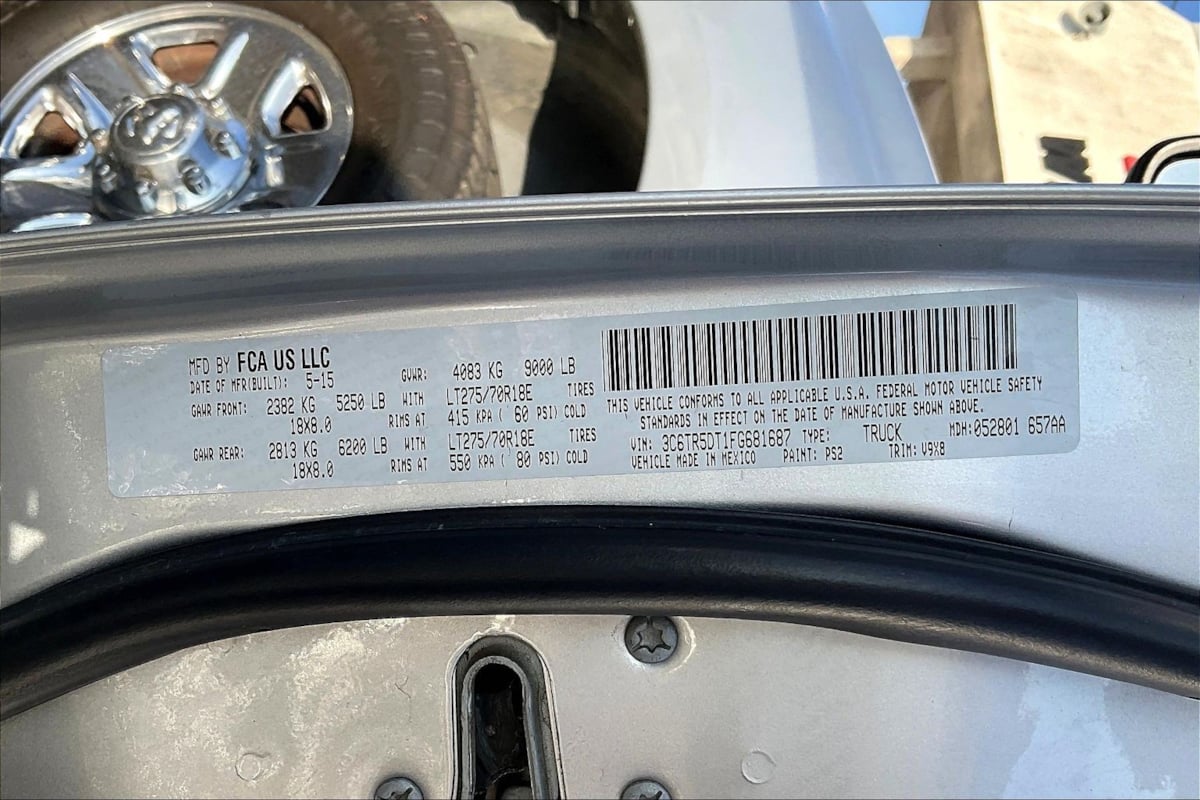 MFD BY FCA US LLC
DATE OF MFR(BUILT): 5-15 GVWR: 4083 KG 9000 LB
GAWR FRONT: 2382 KG 5250 LB WITH LT275/70R18E TIRES
18X8.0 RIMS AT 415 KPA ( 60 PSI) COLD
GAWR REAR: 2813 KG 6200 LB WITH LT275/70R18E TIRES
18X8.0 RIMS AT 550 KPA ( 80 PSI) COLD
THIS VEHICLE CONFORMS TO ALL APPLICABLE U.S.A. FEDERAL MOTOR VEHICLE SAFETY
STANDARDS IN EFFECT ON THE DATE OF MANUFACTURE SHOWN ABOVE.
VIN: 3C6TR5DT1FG681687 TYPE: TRUCK MDH:052801 657AA
VEHICLE MADE IN MEXICO PAINT: PS2 TRIM: V9X8